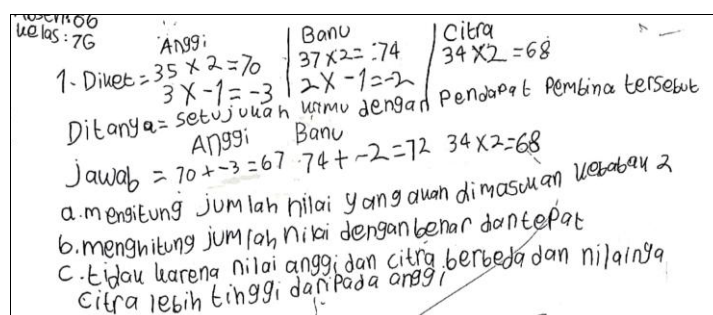 Kelas: 7G
Anggi Banu Citra
1. Diket = 35 x 2 = 70 37 x 2 = : 74 34 x 2 = 68
3 x -1 = -3 2 x -1 = -2
Ditanya = setujukah kamu dengan Pendapat Pembina tersebut
Anggi Banu
Jawab = 70 + -3 = 67 . 74 + -2 = 72 34 x 2 = 68
a. mengitung jumlah nilai yang akan dimasukan kebabak 2
b. menghitung jumlah nilai dengan benar dan tepat
c. tidak karena nilai anggi dan citra berbeda dan nilainya
citra lebih tinggi daripada anggi